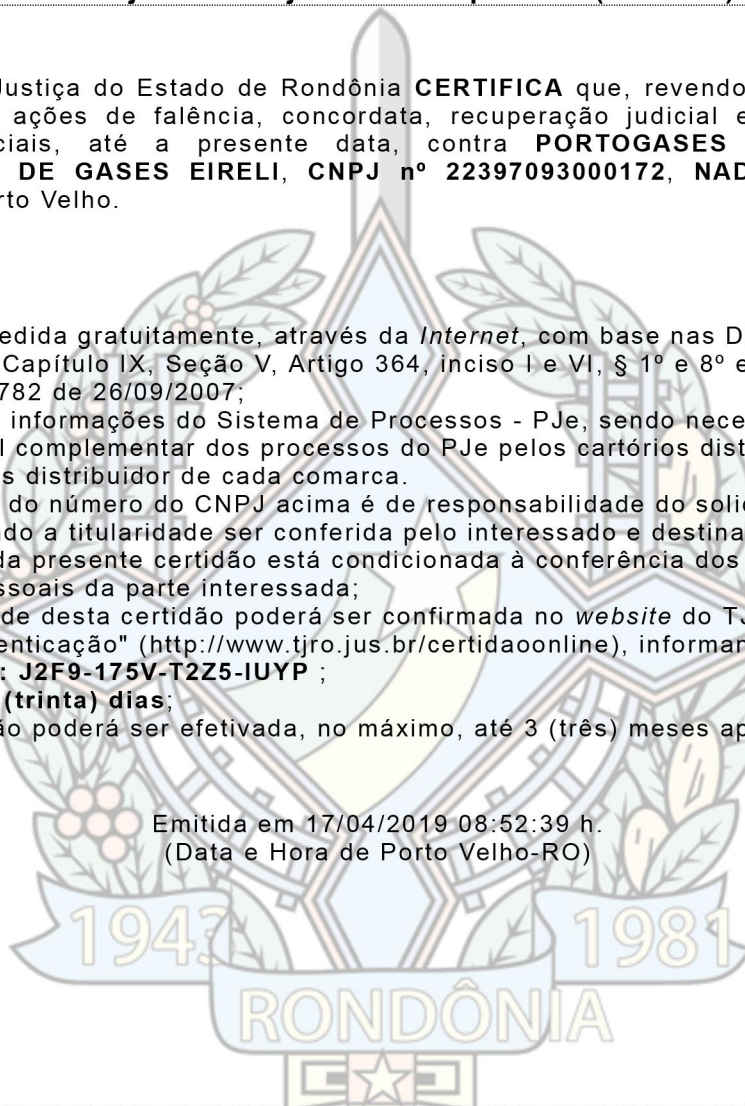 Justiça do Estado de Rondônia CERTIFICA que, revendo
ações de falência, concordata, recuperação judicial e
ciais, até a presente data, contra PORTOGASES
DE GASES EIRELI, CNPJ nº 22397093000172, NAD
rto Velho.
edida gratuitamente, através da Internet, com base nas D
Capítulo IX, Seção V, Artigo 364, inciso I e VI, § 1º e 8º e
782 de 26/09/2007;
informações do Sistema de Processos - PJe, sendo nece
l complementar dos processos do PJe pelos cartórios dist
s distribuidor de cada comarca.
do número do CNPJ acima é de responsabilidade do solic
ndo a titularidade ser conferida pelo interessado e destina
da presente certidão está condicionada à conferência dos
ssoais da parte interessada;
de desta certidão poderá ser confirmada no website do TJ
enticação" (http://www.tjro.jus.br/certidaoonline), informan
: J2F9-175V-T2Z5-IUYP ;
(trinta) dias;
ão poderá ser efetivada, no máximo, até 3 (três) meses ap
Emitida em 17/04/2019 08:52:39 h.
(Data e Hora de Porto Velho-RO)
1943
1981
RONDÔNIA